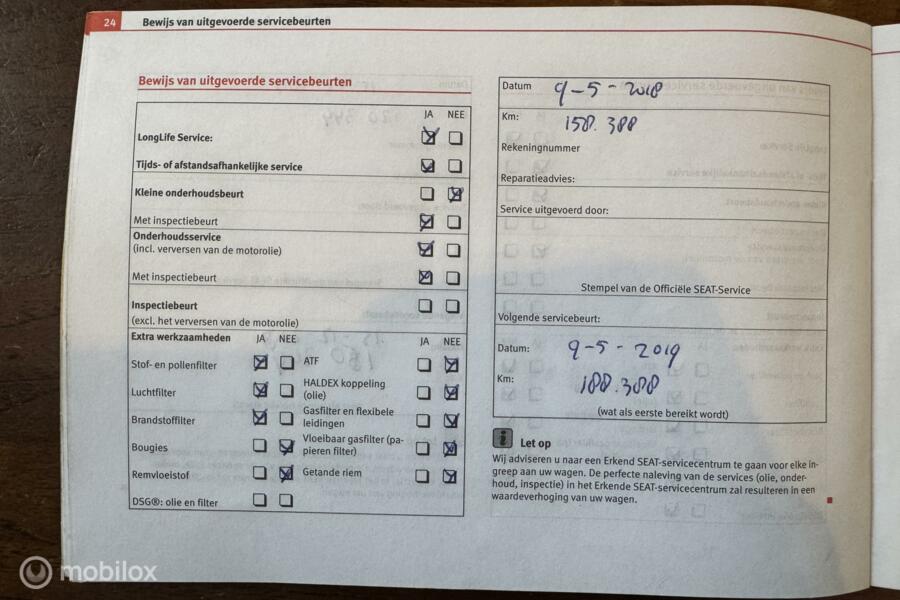 24 Bewijs van uitgevoerde servicebeurten
Bewijs van uitgevoerde servicebeurten
JA NEE
LongLife Service:
Tijds- of afstandsafhankelijke service
Kleine onderhoudsbeurt
Met inspectiebeurt
Onderhoudsservice
(incl. verversen van de motorolie)
Met inspectiebeurt
Inspectiebeurt
(excl. het verversen van de motorolie)
Extra werkzaamheden JA NEE JA NEE
Stof- en pollenfilter ATF
Luchtfilter HALDEX koppeling
(olie)
Brandstoffilter Gasfilter en flexibele
leidingen
Bougies Vloeibaar gasfilter (pa-
pieren filter)
Remvloeistof Getande riem
DSG®: olie en filter
Datum 9-5-2018
Km: 158.388
Rekeningnummer
Reparatieadvies:
Service uitgevoerd door:
Stempel van de Officiële SEAT-Service
Volgende servicebeurt:
Datum: 9-5-2019
Km: 188.388
(wat als eerste bereikt wordt)
i Let op
Wij adviseren u naar een Erkend SEAT-servicecentrum te gaan voor elke in-
greep aan uw wagen. De perfecte naleving van de services (olie, onder-
houd, inspectie) in het Erkende SEAT-servicecentrum zal resulteren in een
waardeverhoging van uw wagen.
mobilox